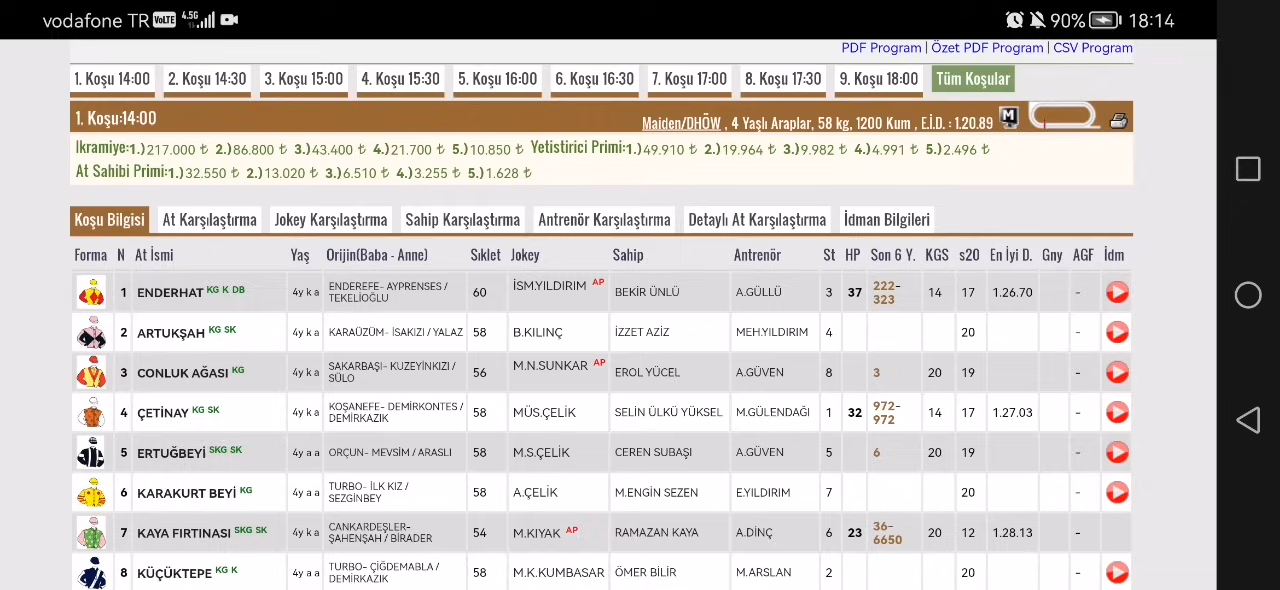 vodafone TR VoLTE 4.5G 90% 18:14
PDF Program | Özet PDF Program | CSV Program
1. Koşu 14:00 2. Koşu 14:30 3. Koşu 15:00 4. Koşu 15:30 5. Koşu 16:00 6. Koşu 16:30 7. Koşu 17:00 8. Koşu 17:30 9. Koşu 18:00 Tüm Koşular
1. Koşu:14:00 Maiden/DHÖW , 4 Yaşlı Araplar, 58 kg, 1200 Kum , E.İ.D. : 1.20.89 M
Ikramiye:1.)217.000 ₺ 2.)86.800 ₺ 3.)43.400 ₺ 4.)21.700 ₺ 5.)10.850 ₺ Yetistirici Primi:1.)49.910 ₺ 2.)19.964 ₺ 3.)9.982 ₺ 4.)4.991 ₺ 5.)2.496 ₺
At Sahibi Primi:1.)32.550 ₺ 2.)13.020 ₺ 3.)6.510 ₺ 4.)3.255 ₺ 5.)1.628 ₺
Koşu Bilgisi At Karşılaştırma Jokey Karşılaştırma Sahip Karşılaştırma Antrenör Karşılaştırma Detaylı At Karşılaştırma İdman Bilgileri
Forma N At İsmi Yaş Orijin(Baba - Anne) Sıklet Jokey Sahip Antrenör St HP Son 6 Y. KGS s20 En İyi D. Gny AGF İdm
1 ENDERHAT KG K DB 4y k a ENDEREFE- AYPRENSES / TEKELİOĞLU 60 İSM.YILDIRIM AP BEKİR ÜNLÜ A.GÜLLÜ 3 37 222-323 14 17 1.26.70 -
2 ARTUKŞAH KG SK 4y k a KARAÜZÜM- İSAKIZI / YALAZ 58 B.KILINÇ İZZET AZİZ MEH.YILDIRIM 4 20 -
3 CONLUK AĞASI KG 4y k a SAKARBAŞI- KUZEYİNKIZI / SÜLO 56 M.N.SUNKAR AP EROL YÜCEL A.GÜVEN 8 3 20 19 -
4 ÇETİNAY KG SK 4y k a KOŞANEFE- DEMİRKONTES / DEMİRKAZIK 58 MÜS.ÇELİK SELİN ÜLKÜ YÜKSEL M.GÜLENDAĞI 1 32 972-972 14 17 1.27.03 -
5 ERTUĞBEYİ SKG SK 4y a a ORÇUN- MEVSİM / ARASLI 58 M.S.ÇELİK CEREN SUBAŞI A.GÜVEN 5 6 20 19 -
6 KARAKURT BEYİ KG 4y a a TURBO- İLK KIZ / SEZGİNBEY 58 A.ÇELİK M.ENGİN SEZEN E.YILDIRIM 7 20 -
7 KAYA FIRTINASI SKG SK 4y k a CANKARDEŞLER- ŞAHENŞAH / BİRADER 54 M.KIYAK AP RAMAZAN KAYA A.DİNÇ 6 23 36-6650 20 12 1.28.13 -
8 KÜÇÜKTEPE KG K 4y a a TURBO- ÇİĞDEMABLA / DEMİRKAZIK 58 M.K.KUMBASAR ÖMER BİLİR M.ARSLAN 2 20 -